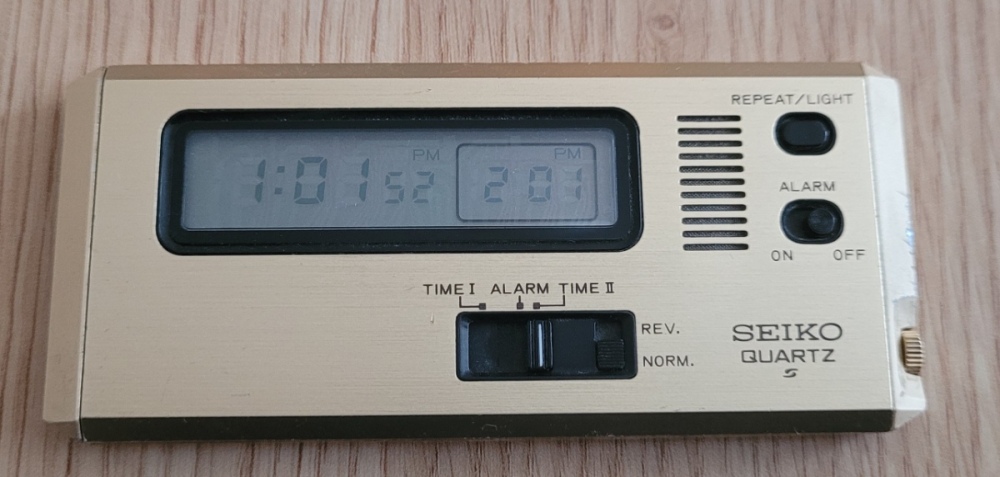 REPEAT/LIGHT
PM PM
1:01 52 2 01
ALARM
ON OFF
TIME I ALARM TIME II
REV.
NORM.
SEIKO
QUARTZ